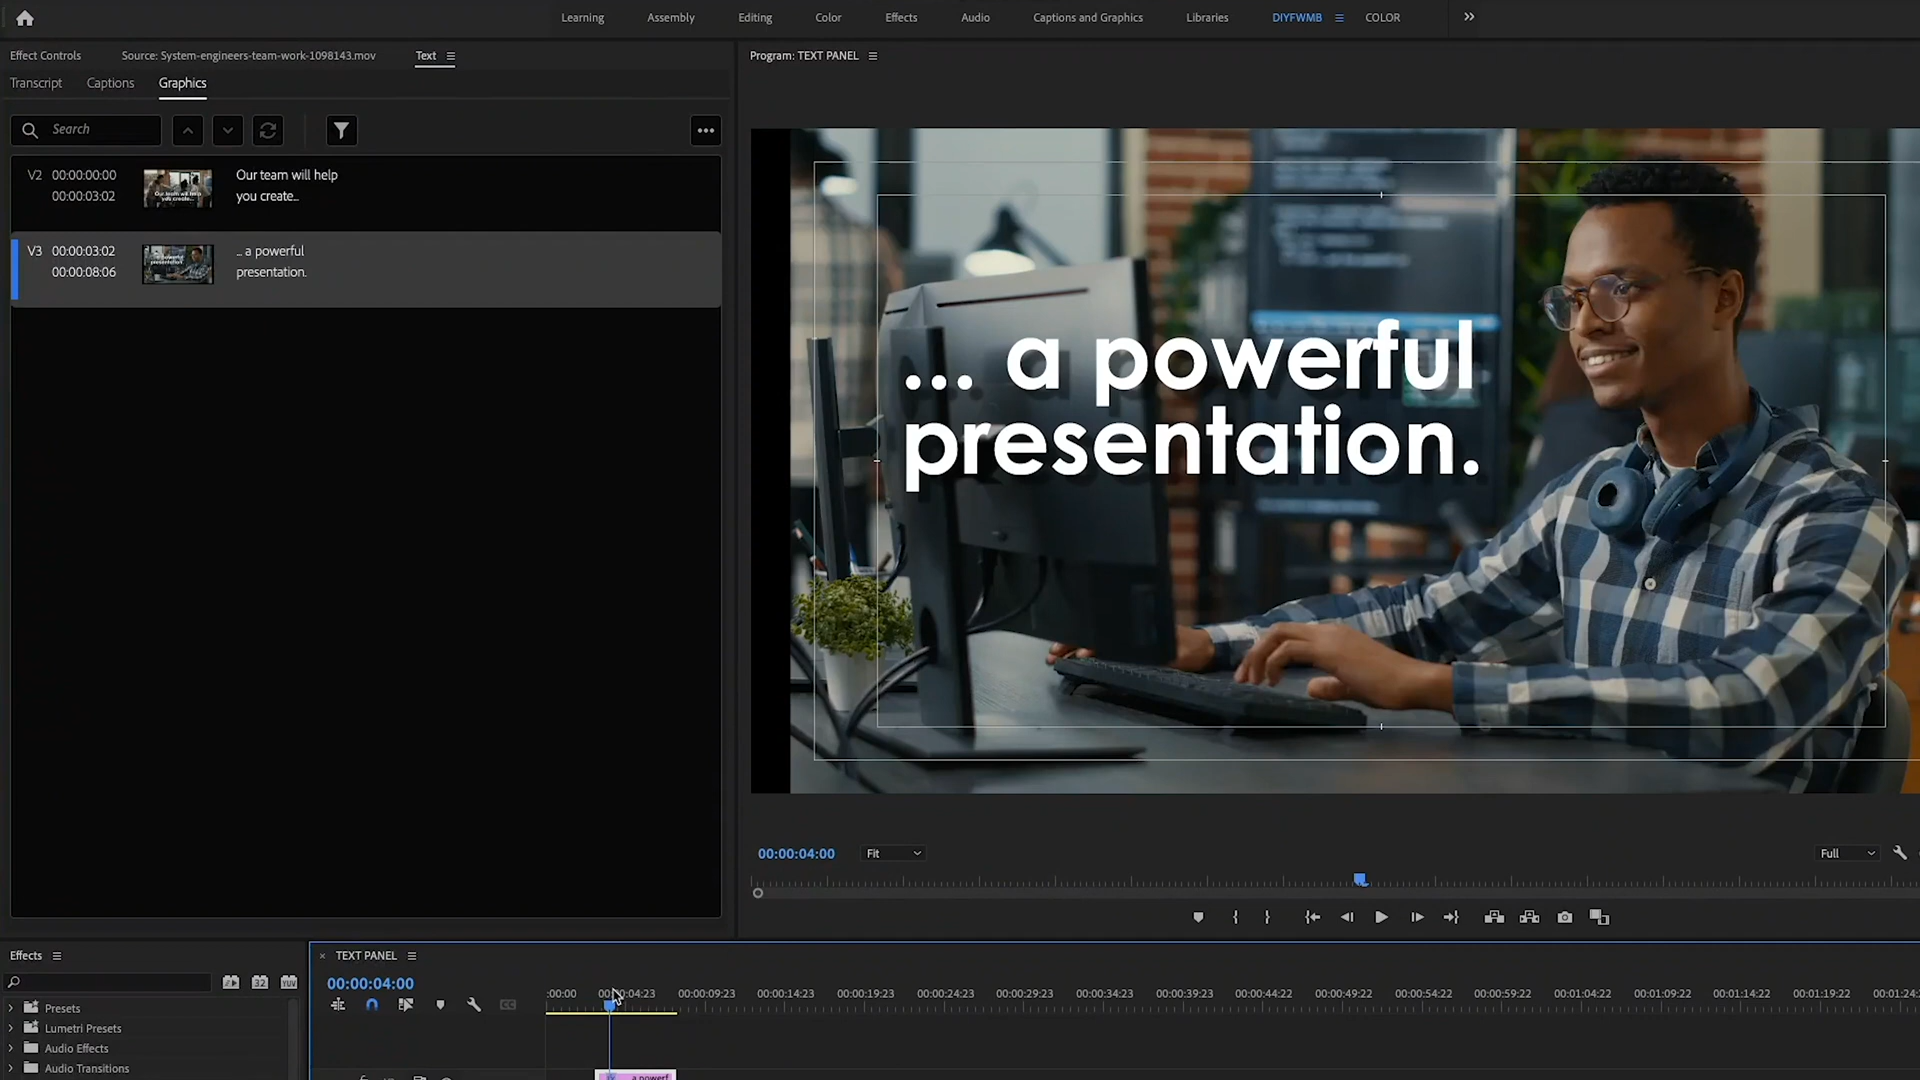 Learning Assembly Editing Color Effects Audio Captions and Graphics Libraries DIYFWMB COLOR
Effect Controls Source: System-engineers-team-work-1098143.mov Text
Program: TEXT PANEL
Transcript Captions Graphics
Search
V2 00:00:00:00 Our team will help
00:00:03:02 you create...
V3 00:00:03:02 ... a powerful
00:00:08:06 presentation.
... a powerful
presentation.
00:00:04:00 Fit Full
Effects
TEXT PANEL
00:00:04:00
32 YUV
:00:00 00:00:04:23 00:00:09:23 00:00:14:23 00:00:19:23 00:00:24:23 00:00:29:23 00:00:34:23 00:00:39:23 00:00:44:22 00:00:49:22 00:00:54:22 00:00:59:22 00:01:04:22 00:01:09:22 00:01:14:22 00:01:19:22 00:01:24:
Presets
Lumetri Presets
Audio Effects
Audio Transitions
a powerf